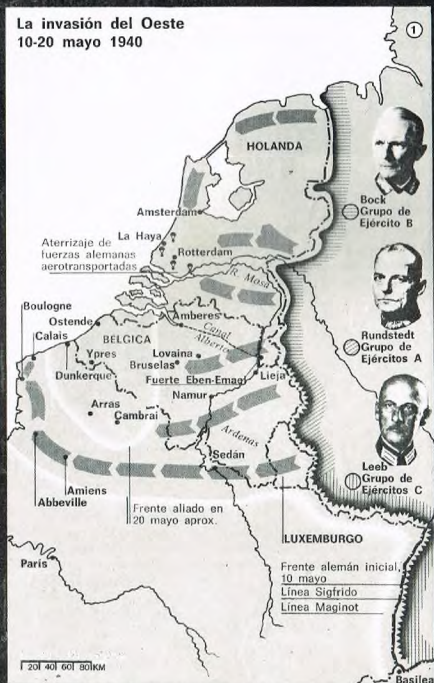 La invasión del Oeste
10-20 mayo 1940
1
HOLANDA
Bock
Grupo de
Ejército B
Amsterdam
La Haya
Rotterdam
Aterrizaje de
fuerzas alemanas
aerotransportadas
R. Mosa
Rundstedt
Grupo de
Ejércitos A
Boulogne
Calais
Ostende
Amberes
BELGICA
Canal
Alberto
Ypres
Lovaina
Bruselas
Dunkerque
Fuerte Eben-Emael
Lieja
Namur
Arras
Cambrai
Ardenas
Sedán
Leeb
Grupo de
Ejércitos C
Amiens
Abbeville
Frente aliado en
20 mayo aprox.
LUXEMBURGO
Frente alemán inicial,
10 mayo
Línea Sigfrido
Línea Maginot
París
20 40 60 80KM
Basilea